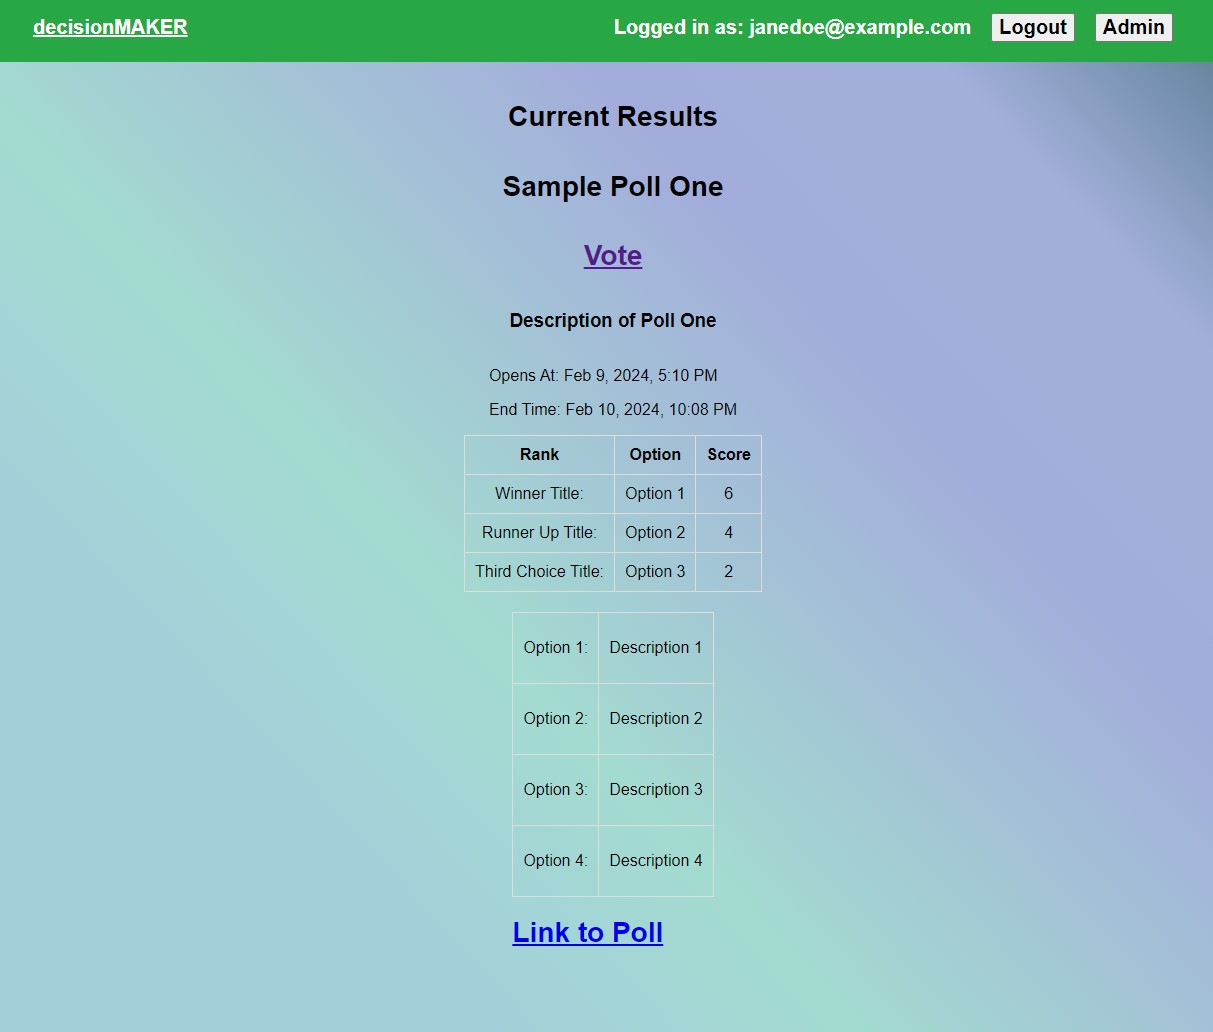 decisionMAKER Logged in as: janedoe@example.com Logout Admin
Current Results
Sample Poll One
Vote
Description of Poll One
Opens At: Feb 9, 2024, 5:10 PM
End Time: Feb 10, 2024, 10:08 PM
Rank Option Score
Winner Title: Option 1 6
Runner Up Title: Option 2 4
Third Choice Title: Option 3 2
Option 1: Description 1
Option 2: Description 2
Option 3: Description 3
Option 4: Description 4
Link to Poll